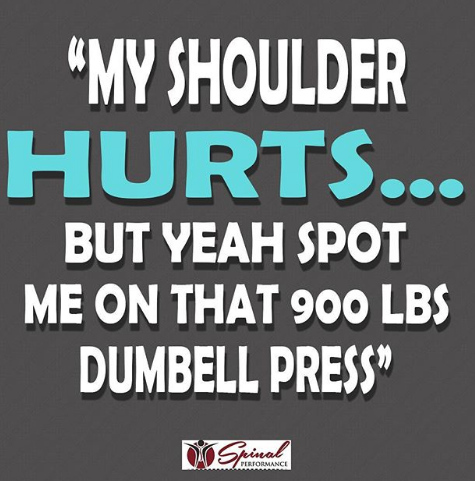 “MY SHOULDER
HURTS...
BUT YEAH SPOT
ME ON THAT 900 LBS
DUMBELL PRESS”
Spinal
PERFORMANCE